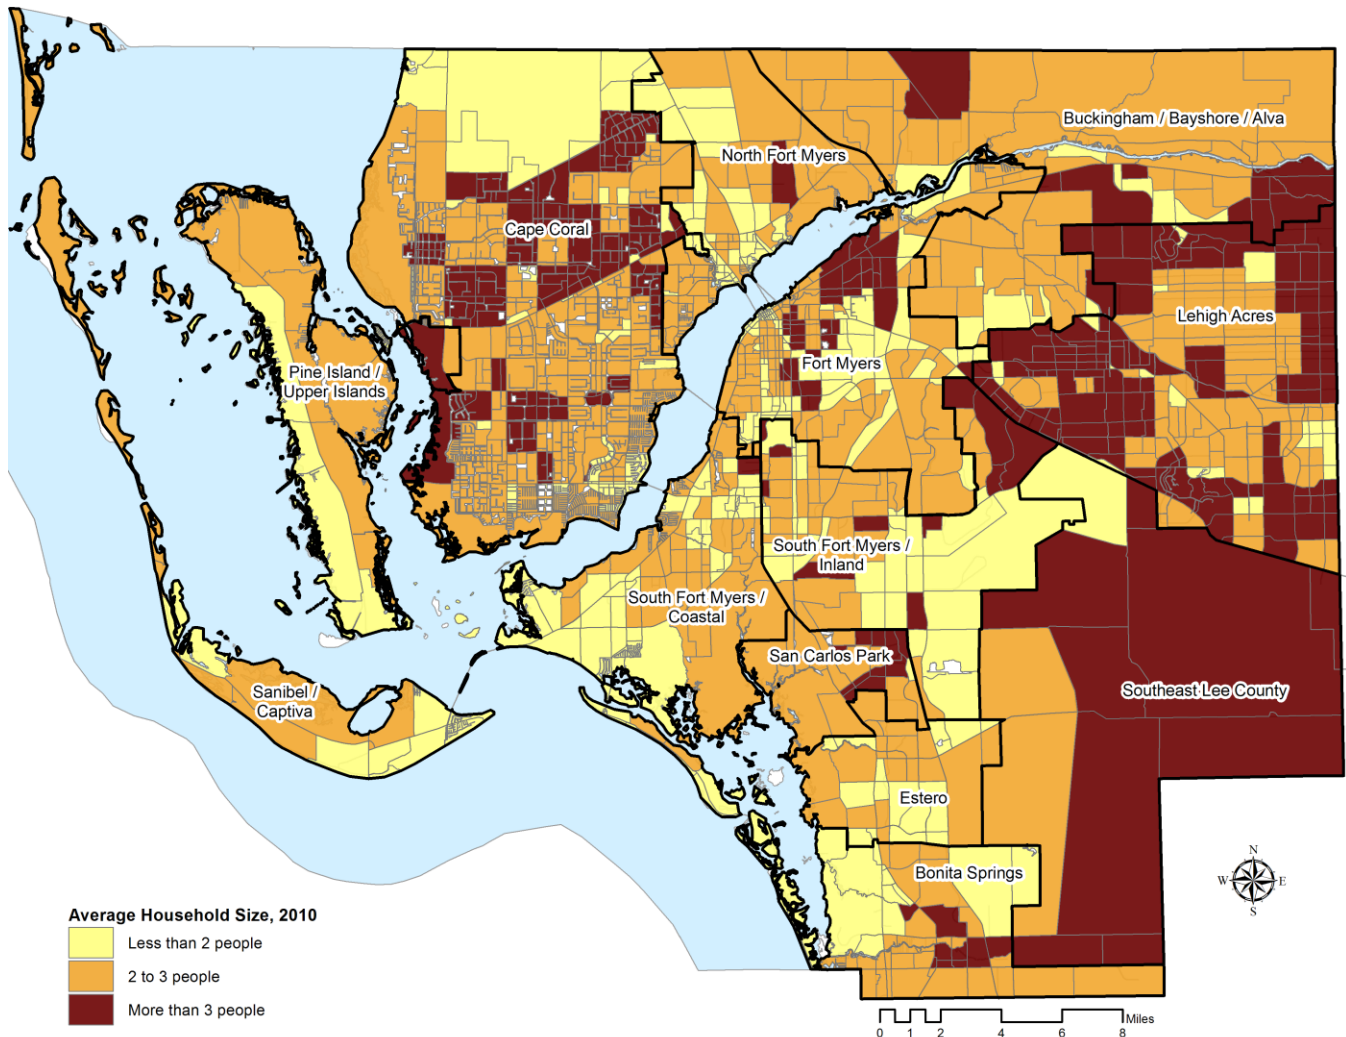 Buckingham / Bayshore / Alva
North Fort Myers
Cape Coral
Lehigh Acres
Fort Myers
Pine Island /
Upper Islands
South Fort Myers /
Inland
South Fort Myers /
Coastal
San Carlos Park
Southeast Lee County
Sanibel /
Captiva
Estero
Bonita Springs
N
W
E
S
Average Household Size, 2010
Less than 2 people
2 to 3 people
More than 3 people
Miles
0 1 2 4 6 8